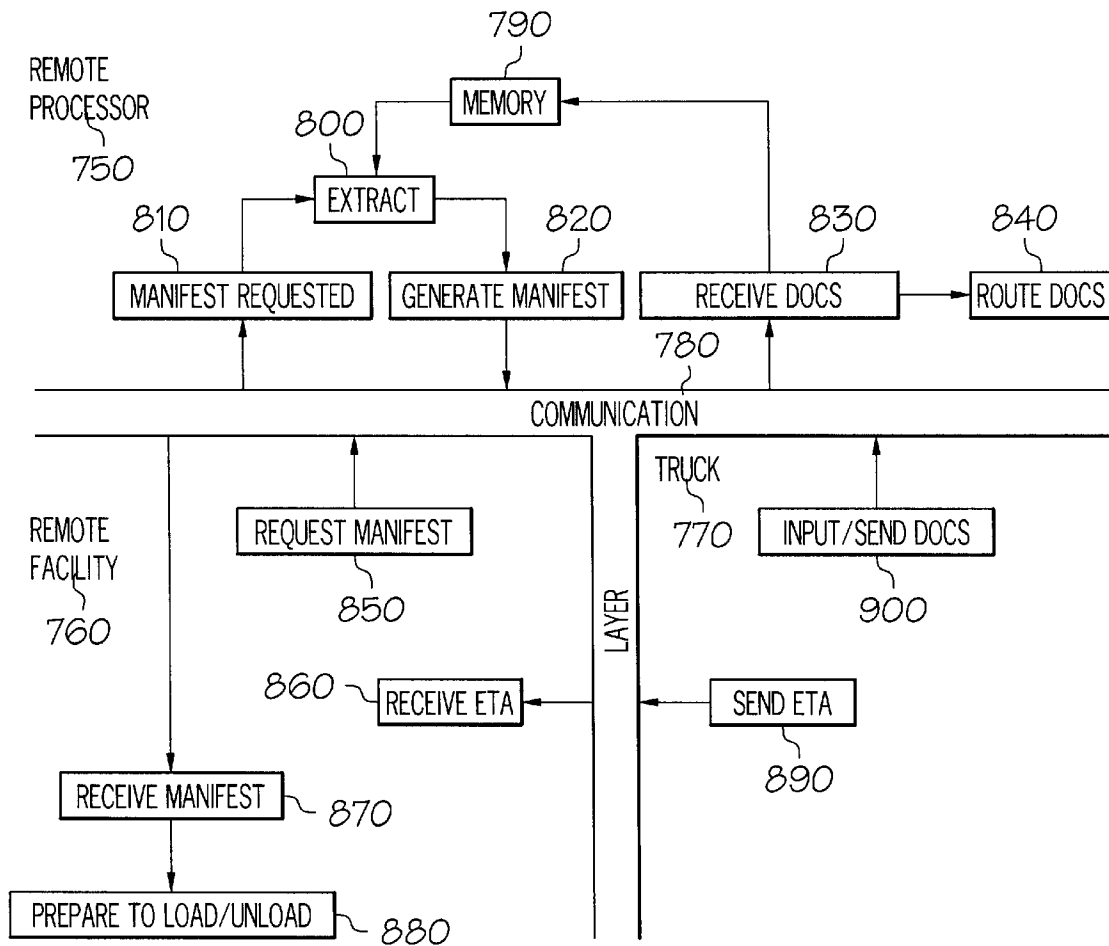 790
REMOTE
PROCESSOR
750
MEMORY
800
EXTRACT
810
820
830
840
MANIFEST REQUESTED
GENERATE MANIFEST
RECEIVE DOCS
ROUTE DOCS
780
COMMUNICATION
LAYER
TRUCK
770
REMOTE
FACILITY
760
REQUEST MANIFEST
850
INPUT/SEND DOCS
900
860
RECEIVE ETA
SEND ETA
890
RECEIVE MANIFEST
870
PREPARE TO LOAD/UNLOAD
880